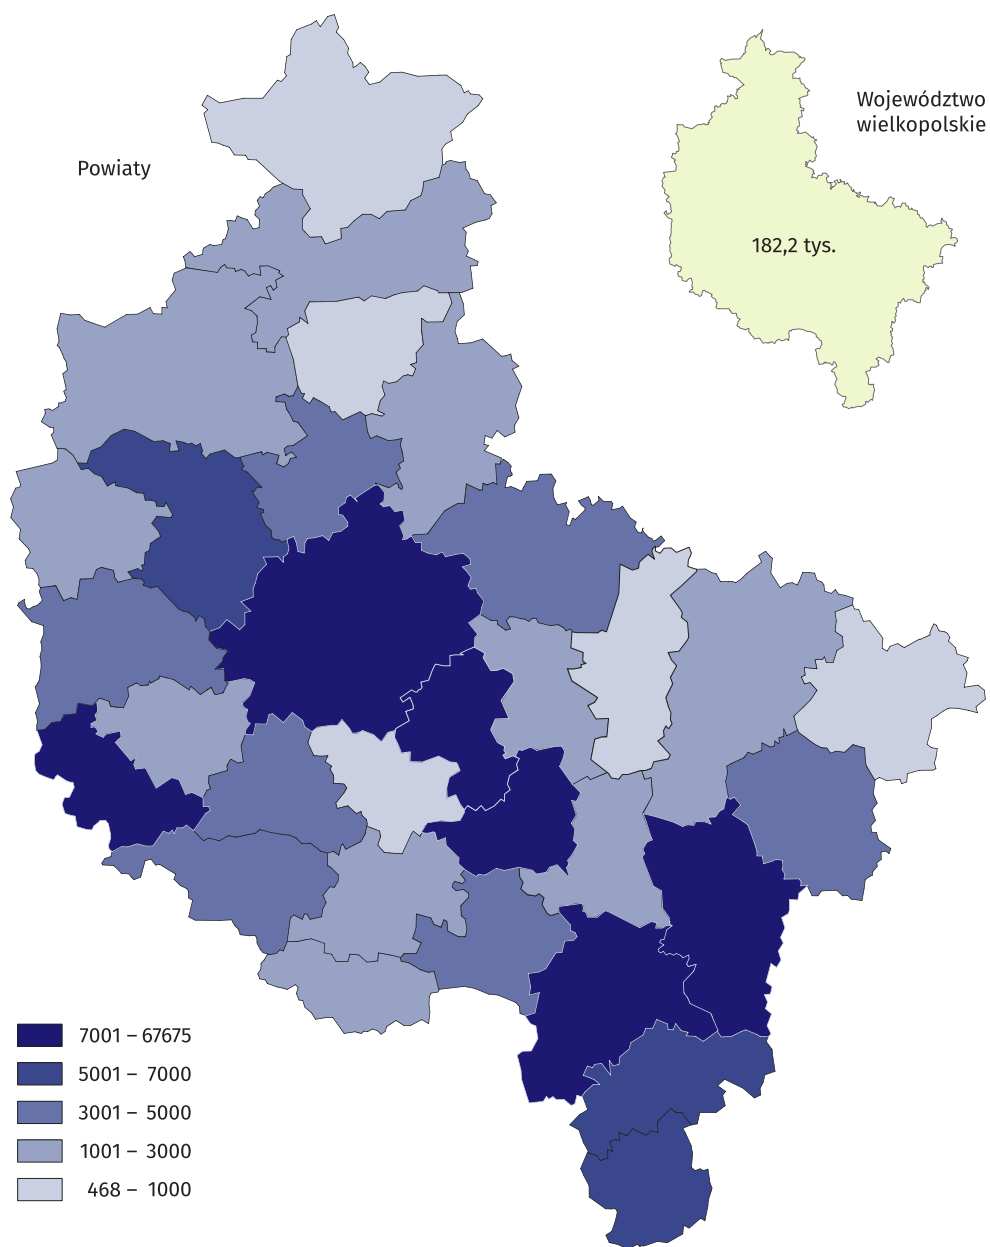 Województwo
wielkopolskie
Powiaty
182,2 tys.
7001 – 67675
5001 – 7000
3001 – 5000
1001 – 3000
468 – 1000